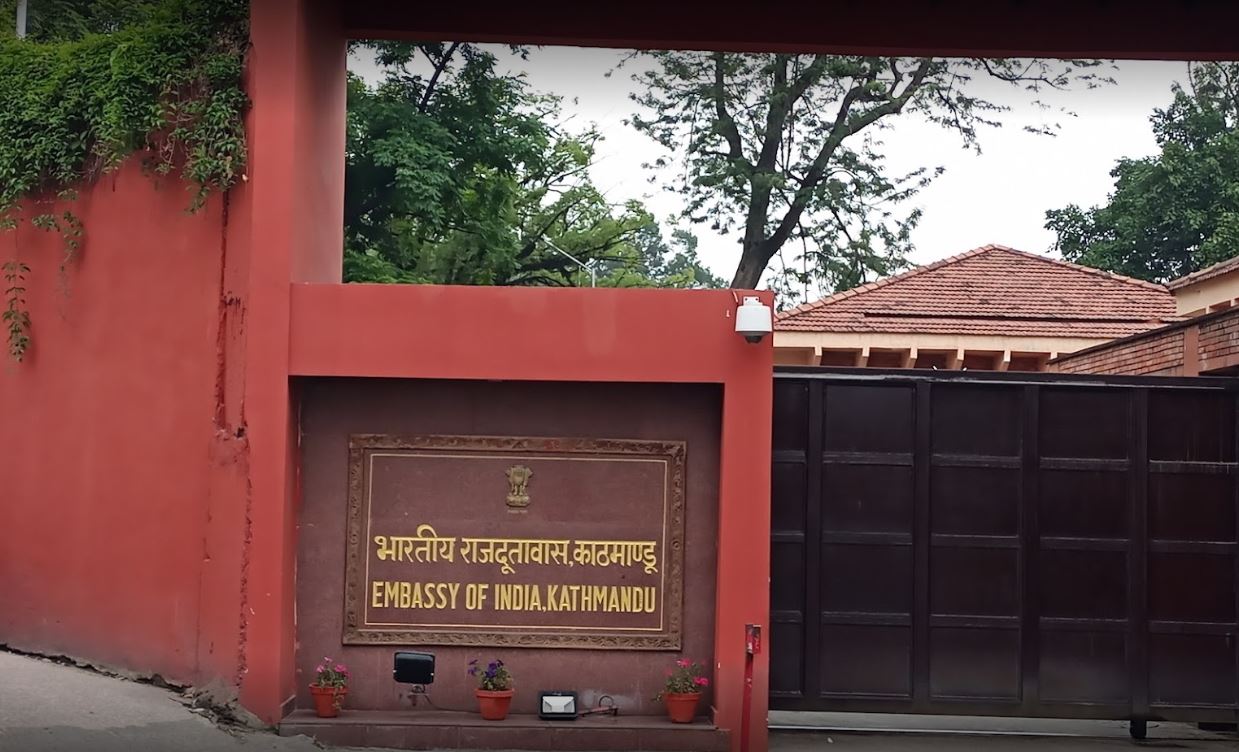 भारतीय राजदूतावास,काठमाण्डू
EMBASSY OF INDIA,KATHMANDU